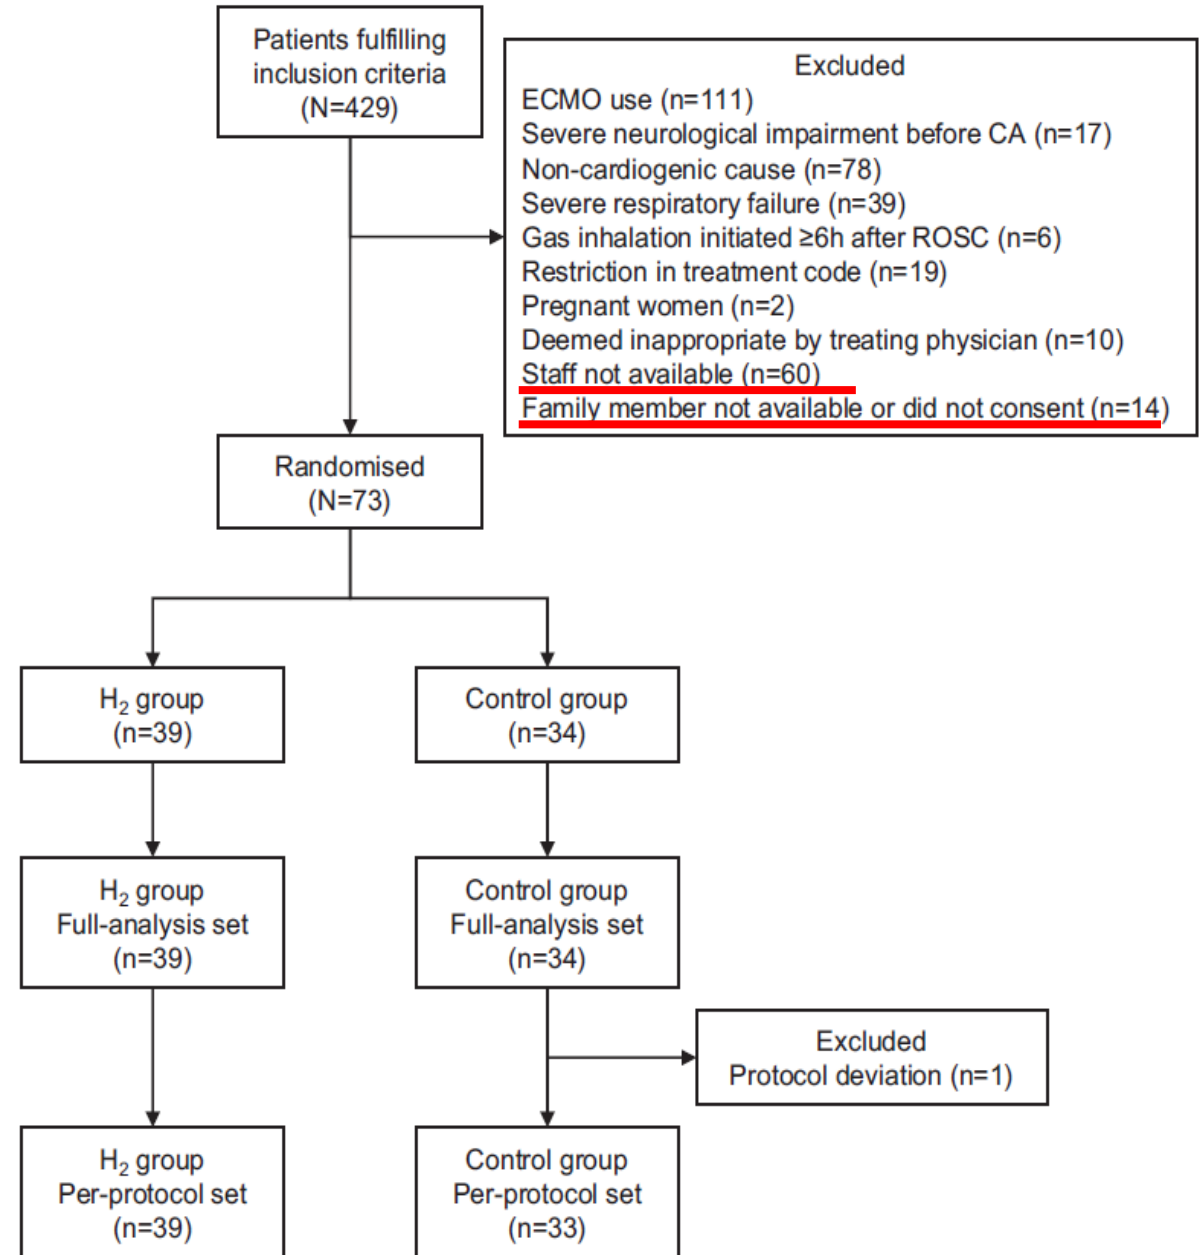 Patients fulfilling
inclusion criteria
(N=429)
Excluded
ECMO use (n=111)
Severe neurological impairment before CA (n=17)
Non-cardiogenic cause (n=78)
Severe respiratory failure (n=39)
Gas inhalation initiated ≥6h after ROSC (n=6)
Restriction in treatment code (n=19)
Pregnant women (n=2)
Deemed inappropriate by treating physician (n=10)
Staff not available (n=60)
Family member not available or did not consent (n=14)
Randomised
(N=73)
H₂ group
(n=39)
Control group
(n=34)
H₂ group
Full-analysis set
(n=39)
Control group
Full-analysis set
(n=34)
Excluded
Protocol deviation (n=1)
H₂ group
Per-protocol set
(n=39)
Control group
Per-protocol set
(n=33)